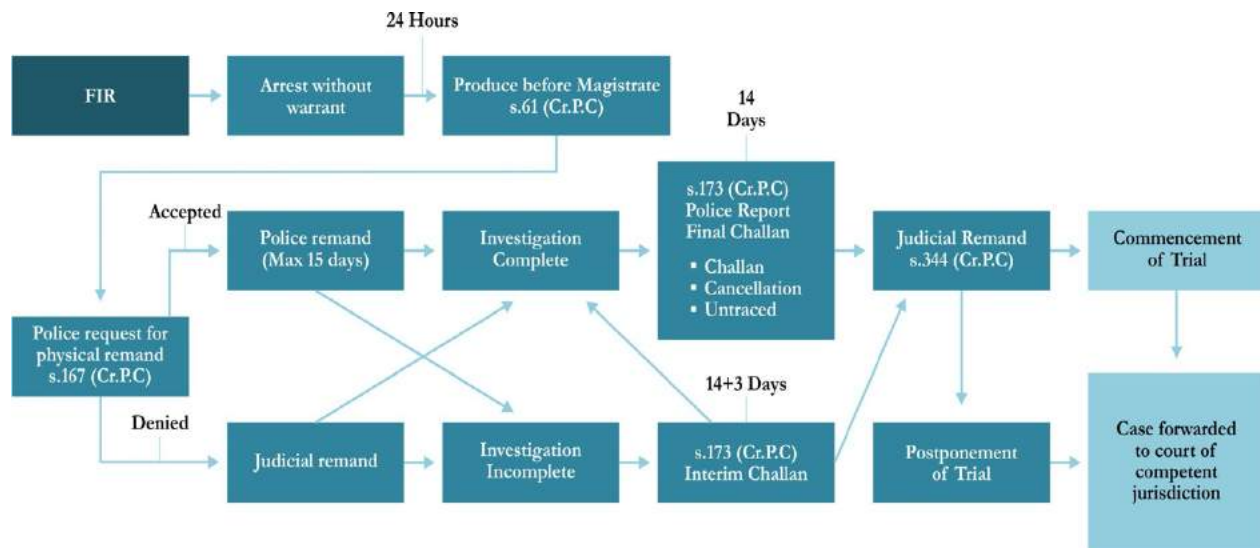 24 Hours
FIR
Arrest without
warrant
Produce before Magistrate
s.61 (Cr.P.C)
14
Days
Accepted
Police remand
(Max 15 days)
Investigation
Complete
s.173 (Cr.P.C)
Police Report
Final Challan
▪ Challan
▪ Cancellation
▪ Untraced
Judicial Remand
s.344 (Cr.P.C)
Commencement
of Trial
Police request for
physical remand
s.167 (Cr.P.C)
Denied
Judicial remand
Investigation
Incomplete
14+3 Days
s.173 (Cr.P.C)
Interim Challan
Postponement
of Trial
Case forwarded
to court of
competent
jurisdiction